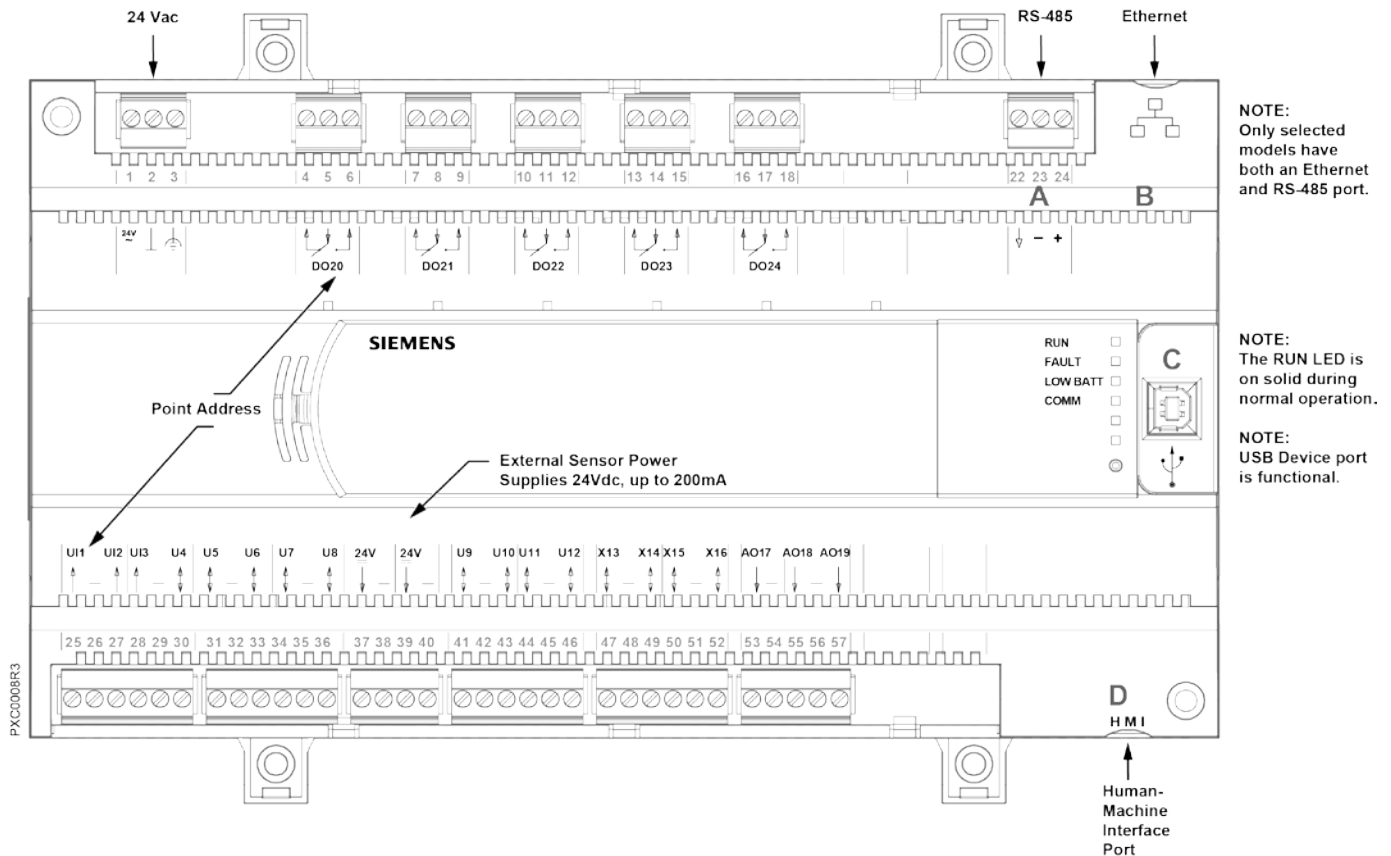 24 Vac
RS-485
Ethernet
NOTE:
Only selected
models have
both an Ethernet
and RS-485 port.
1 2 3 4 5 6 7 8 9 10 11 12 13 14 15 16 17 18 22 23 24
A B
24V
~
− +
DO20 DO21 DO22 DO23 DO24
SIEMENS
RUN
FAULT
LOW BATT
COMM
C
NOTE:
The RUN LED is
on solid during
normal operation.
NOTE:
USB Device port
is functional.
Point Address
External Sensor Power
Supplies 24Vdc, up to 200mA
UI1 UI2 UI3 U4 U5 U6 U7 U8 24V 24V U9 U10 U11 U12 X13 X14 X15 X16 AO17 AO18 AO19
25 26 27 28 29 30 31 32 33 34 35 36 37 38 39 40 41 42 43 44 45 46 47 48 49 50 51 52 53 54 55 56 57
PXC0008R3
D
HMI
Human-
Machine
Interface
Port